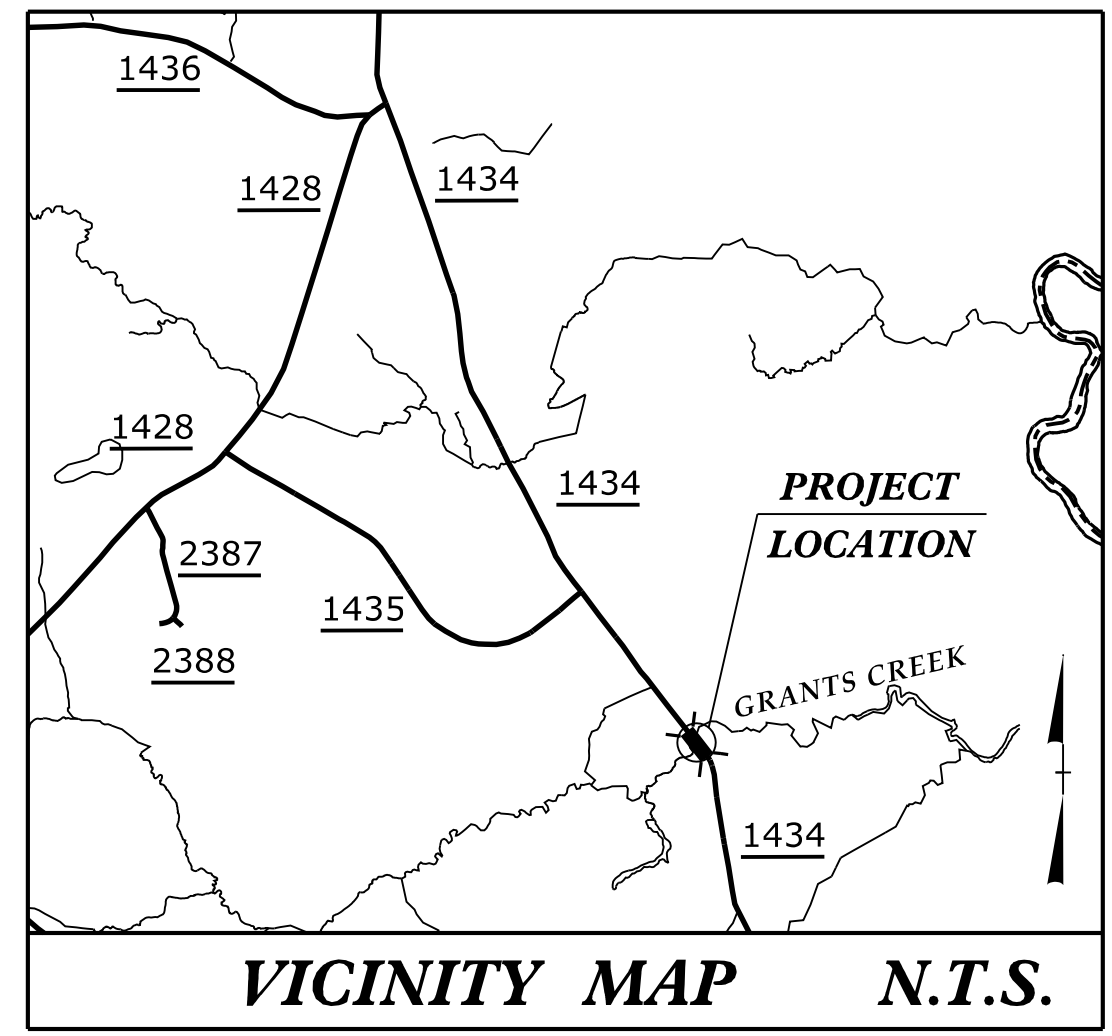 1436
1428
1434
1428
1434
PROJECT
LOCATION
2387
1435
2388
GRANTS CREEK
1434
VICINITY MAP N.T.S.